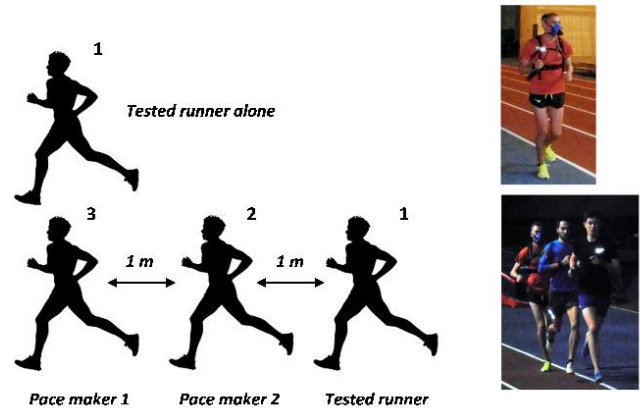 1
Tested runner alone
3
2
1
1 m
1 m
Pace maker 1
Pace maker 2
Tested runner